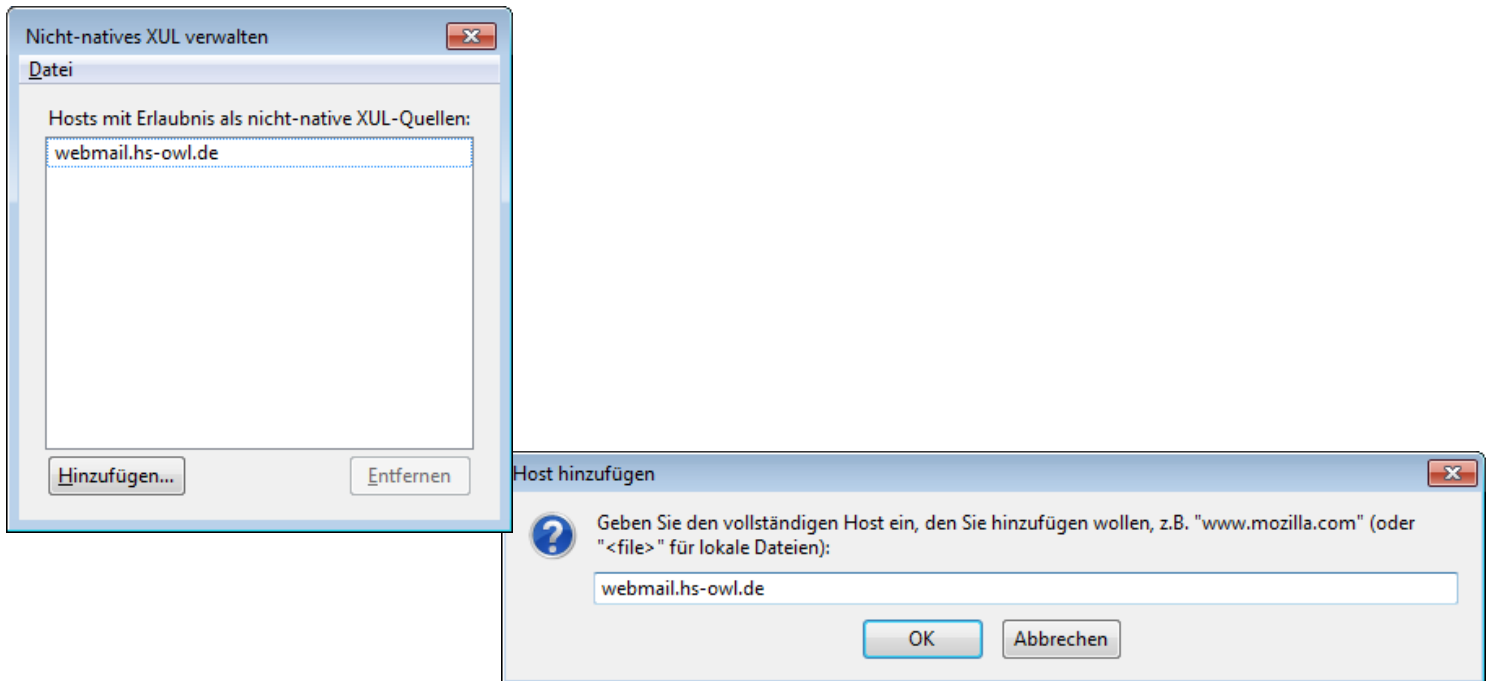 Nicht-natives XUL verwalten
Datei
Hosts mit Erlaubnis als nicht-native XUL-Quellen:
webmail.hs-owl.de
Hinzufügen...
Entfernen
Host hinzufügen
Geben Sie den vollständigen Host ein, den Sie hinzufügen wollen, z.B. "www.mozilla.com" (oder
"<file>" für lokale Dateien):
webmail.hs-owl.de
OK
Abbrechen